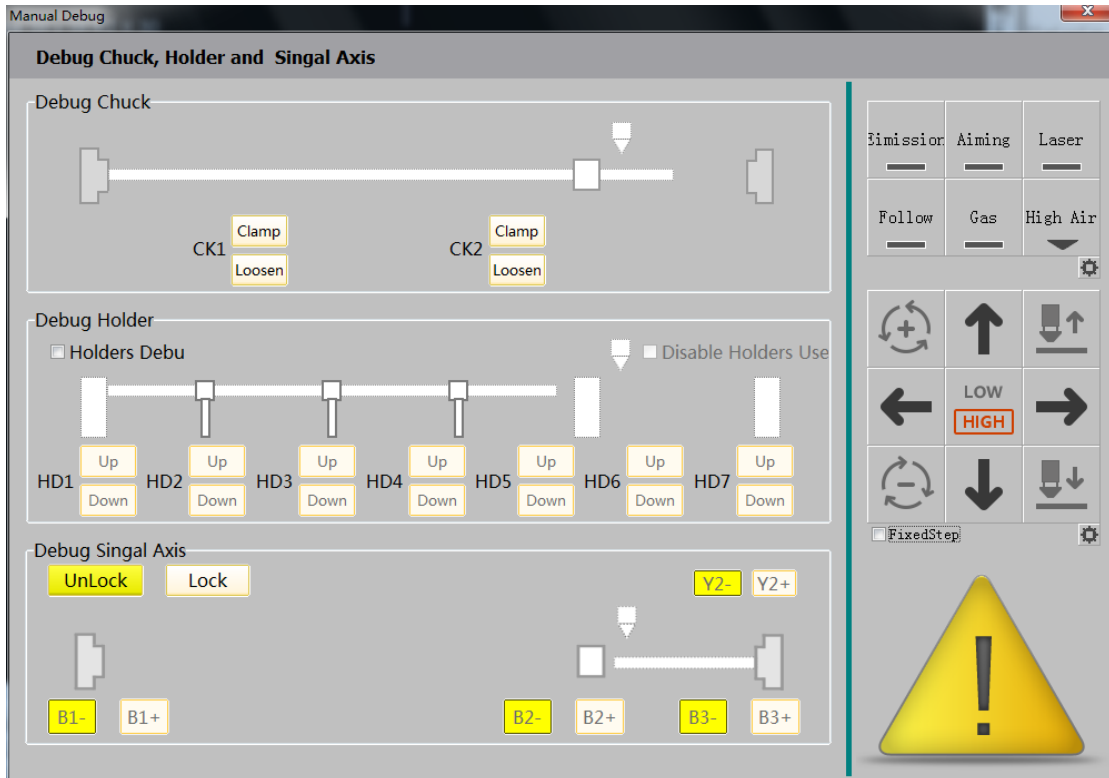 Manual Debug
x
Debug Chuck, Holder and Singal Axis
Debug Chuck
CK1
Clamp
Loosen
CK2
Clamp
Loosen
Debug Holder
Holders Debu
Disable Holders Use
HD1
Up
Down
HD2
Up
Down
HD3
Up
Down
HD4
Up
Down
HD5
Up
Down
HD6
Up
Down
HD7
Up
Down
Debug Singal Axis
UnLock
Lock
Y2-
Y2+
B1-
B1+
B2-
B2+
B3-
B3+
Eimission
Aiming
Laser
Follow
Gas
High Air
LOW
HIGH
FixedStep